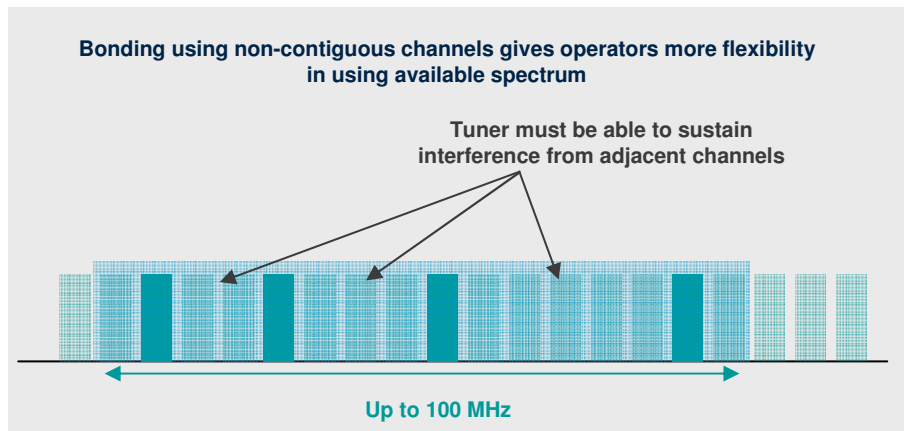 Bonding using non-contiguous channels gives operators more flexibility
in using available spectrum
Tuner must be able to sustain
interference from adjacent channels
Up to 100 MHz